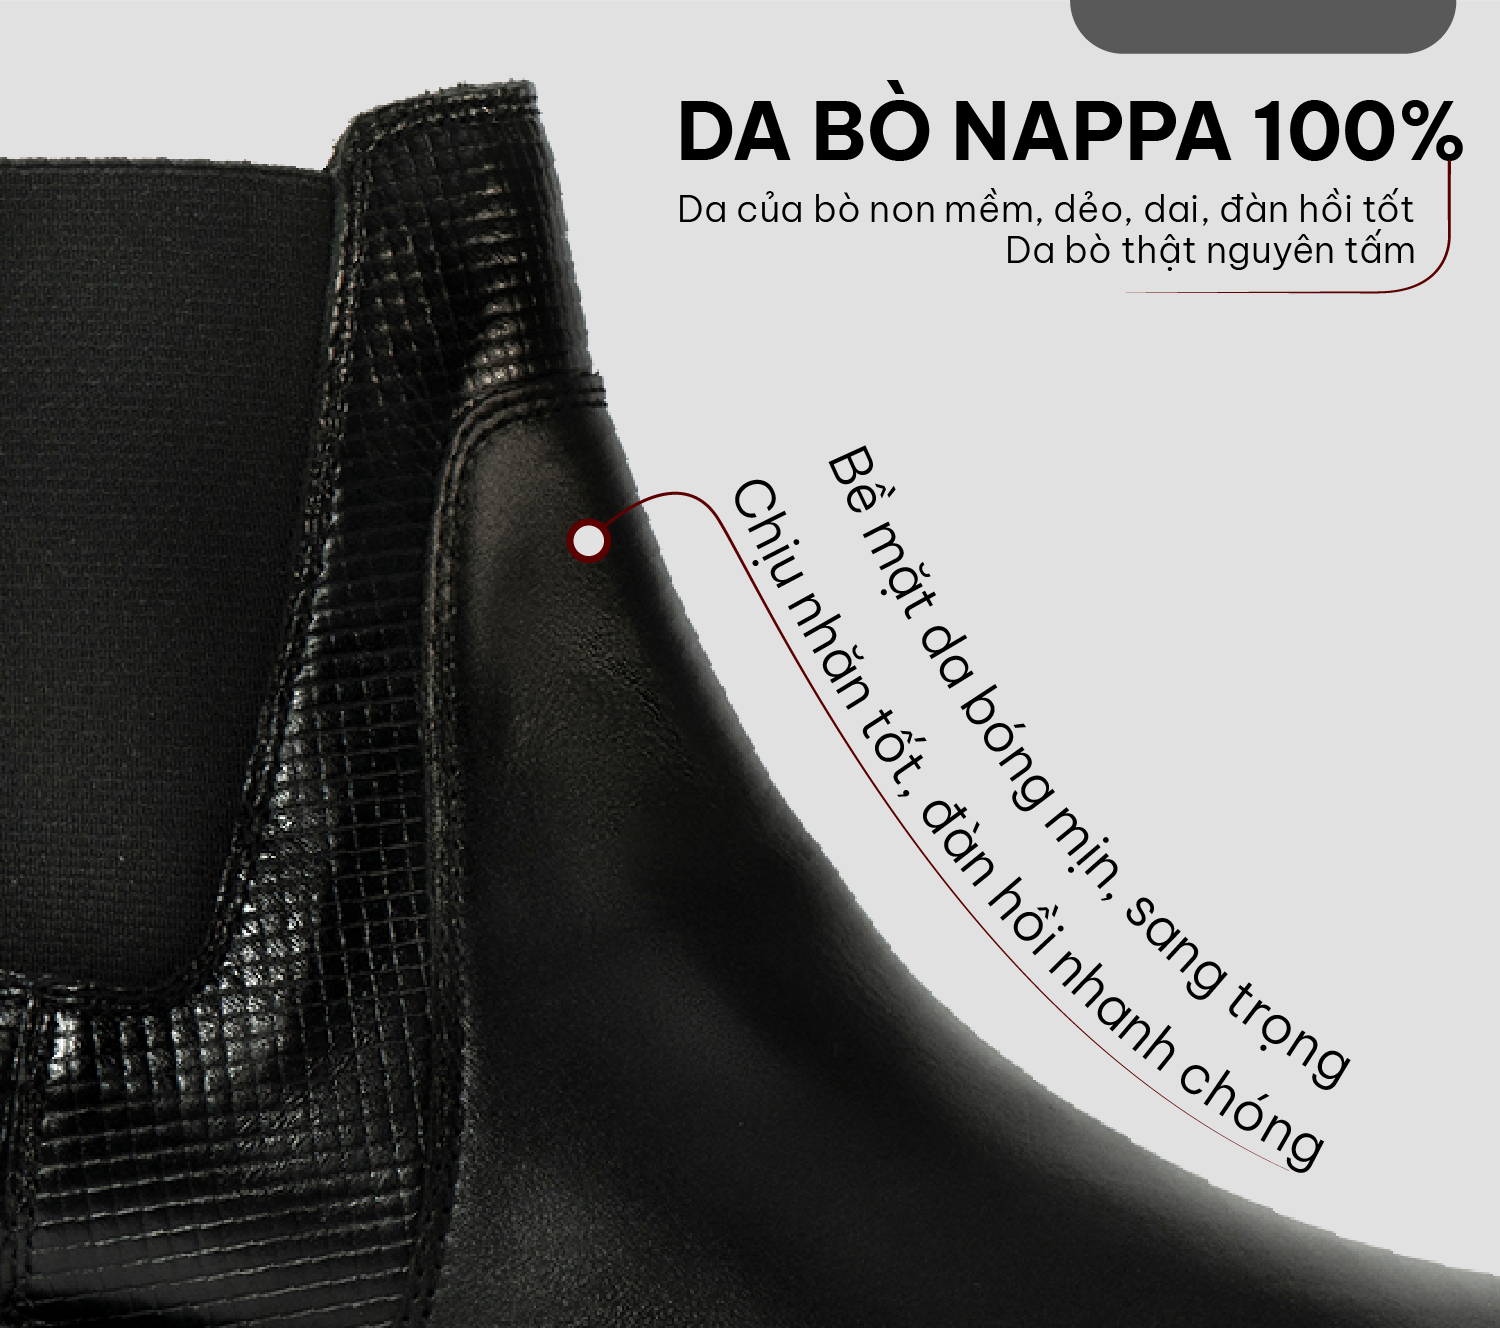 DA BÒ NAPPA 100%
Da của bò non mềm, dẻo, dai, đàn hồi tốt
Da bò thật nguyên tấm
Bề mặt da bóng mịn, sang trọng
Chịu nhăn tốt, đàn hồi nhanh chóng